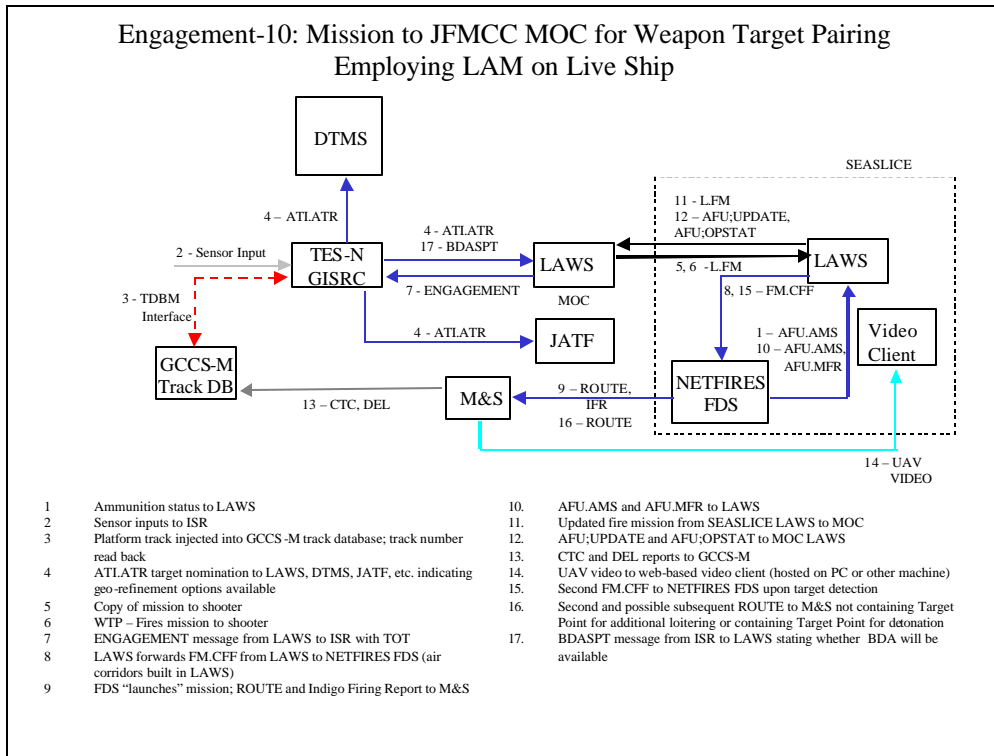 Engagement-10: Mission to JFMCC MOC for Weapon Target Pairing
Employing LAM on Live Ship
DTMS
SEASLICE
4 – ATI.ATR
2 - Sensor Input
TES-N
GISRC
4 - ATI.ATR
17 - BDASPT
7 - ENGAGEMENT
LAWS
MOC
11 - L.FM
12 – AFU;UPDATE,
AFU;OPSTAT
5, 6 -L.FM
LAWS
8, 15 – FM.CFF
3 - TDBM
Interface
4 - ATI.ATR
JATF
1 – AFU.AMS
10 – AFU.AMS,
AFU.MFR
Video
Client
GCCS-M
Track DB
13 – CTC, DEL
M&S
9 – ROUTE,
IFR
16 – ROUTE
NETFIRES
FDS
14 – UAV
VIDEO
1 Ammunition status to LAWS
2 Sensor inputs to ISR
3 Platform track injected into GCCS-M track database; track number
read back
4 ATI.ATR target nomination to LAWS, DTMS, JATF, etc. indicating
geo-refinement options available
5 Copy of mission to shooter
6 WTP – Fires mission to shooter
7 ENGAGEMENT message from LAWS to ISR with TOT
8 LAWS forwards FM.CFF from LAWS to NETFIRES FDS (air
corridors built in LAWS)
9 FDS “launches” mission; ROUTE and Indigo Firing Report to M&S
10. AFU.AMS and AFU.MFR to LAWS
11. Updated fire mission from SEASLICE LAWS to MOC
12. AFU;UPDATE and AFU;OPSTAT to MOC LAWS
13. CTC and DEL reports to GCCS-M
14. UAV video to web-based video client (hosted on PC or other machine)
15. Second FM.CFF to NETFIRES FDS upon target detection
16. Second and possible subsequent ROUTE to M&S not containing Target
Point for additional loitering or containing Target Point for detonation
17. BDASPT message from ISR to LAWS stating whether BDA will be
available